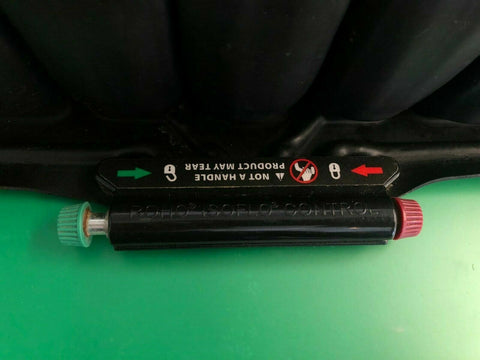 ⚠ NOT A HANDLE
PRODUCT MAY TEAR
ROHO® ISOFLO® CONTROL